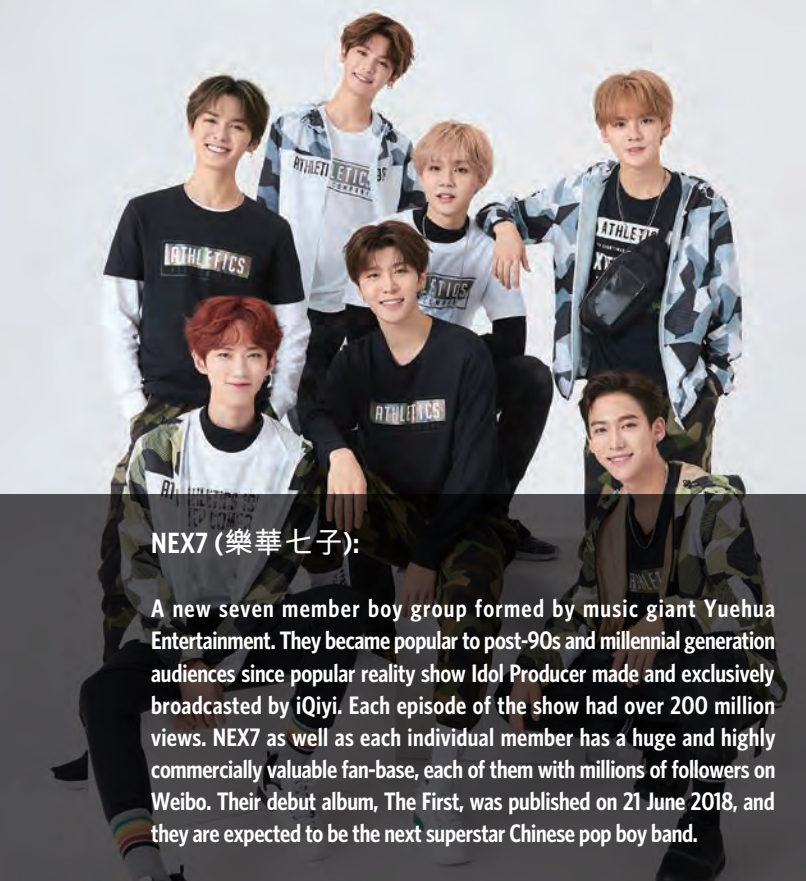 ATHLETICS
ATHLETI
LETICS
COMPANY
ATHLETIC
ATHLETICS
NEX7 (樂華七子):
A new seven member boy group formed by music giant Yuehua
Entertainment. They became popular to post-90s and millennial generation
audiences since popular reality show Idol Producer made and exclusively
broadcasted by iQiyi. Each episode of the show had over 200 million
views. NEX7 as well as each individual member has a huge and highly
commercially valuable fan-base, each of them with millions of followers on
Weibo. Their debut album, The First, was published on 21 June 2018, and
they are expected to be the next superstar Chinese pop boy band.